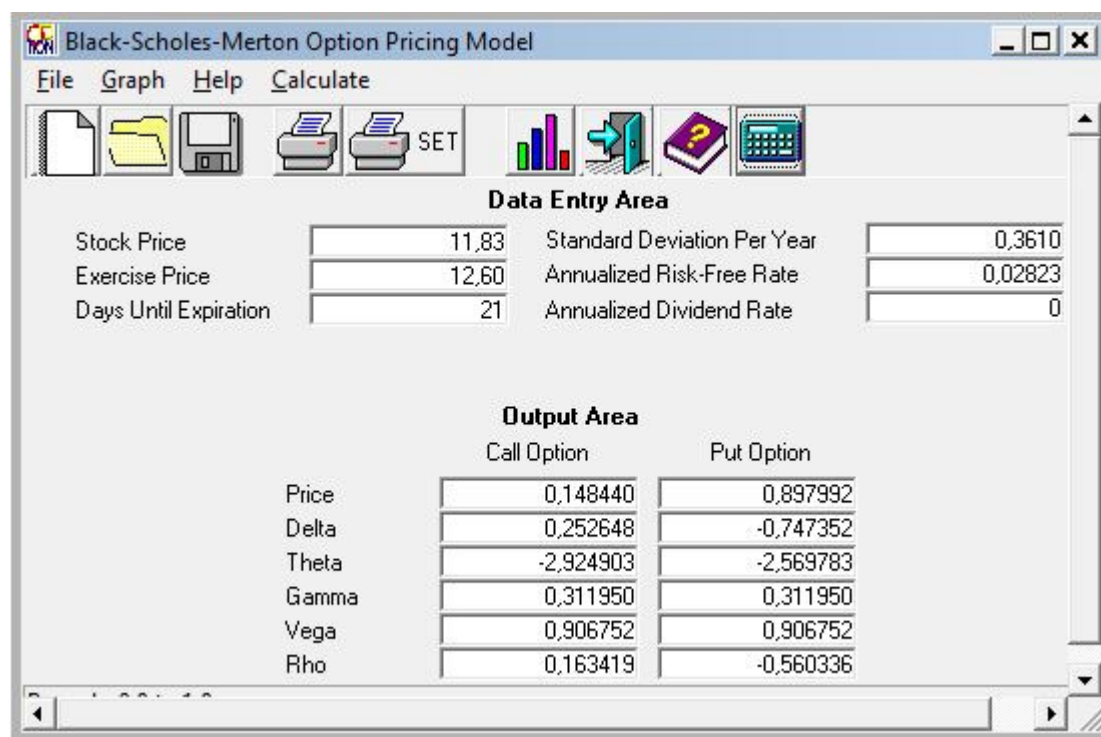 Black-Scholes-Merton Option Pricing Model
File Graph Help Calculate
SET
Data Entry Area
Stock Price 11,83 Standard Deviation Per Year 0,3610
Exercise Price 12,60 Annualized Risk-Free Rate 0,02823
Days Until Expiration 21 Annualized Dividend Rate 0
Output Area
Call Option Put Option
Price 0,148440 0,897992
Delta 0,252648 -0,747352
Theta -2,924903 -2,569783
Gamma 0,311950 0,311950
Vega 0,906752 0,906752
Rho 0,163419 -0,560336